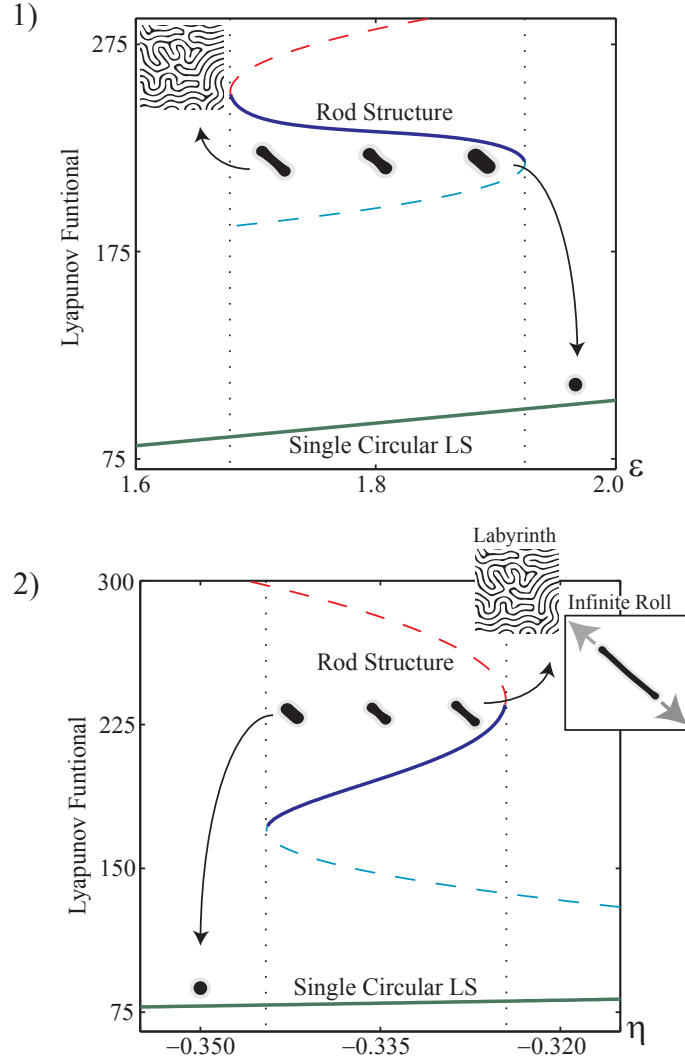 1)
275
Rod Structure
Lyapunov Funtional
175
Single Circular LS
75
1.6
1.8
2.0
ε
Labyrinth
2)
300
Infinite Roll
Rod Structure
225
Lyapunov Funtional
150
Single Circular LS
75
−0.350
−0.335
−0.320
η